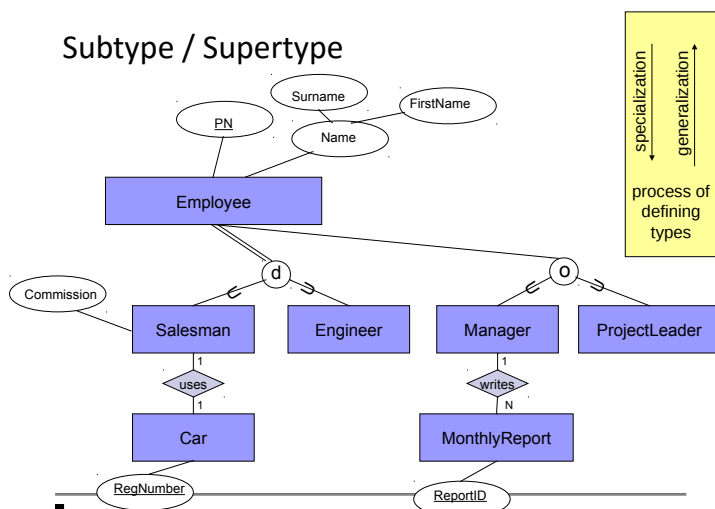 Subtype / Supertype
specialization
generalization
process of
defining
types
Surname
FirstName
PN
Name
Employee
d
o
Commission
Salesman
Engineer
Manager
ProjectLeader
1
1
uses
writes
1
N
Car
MonthlyReport
RegNumber
ReportID